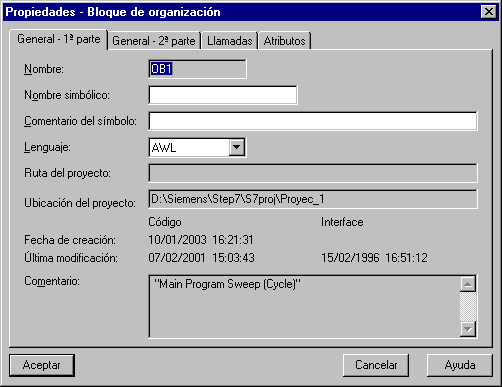 Propiedades - Bloque de organización
General - 1ª parte General - 2ª parte Llamadas Atributos
Nombre: OB1
Nombre simbólico:
Comentario del símbolo:
Lenguaje: AWL
Ruta del proyecto:
Ubicación del proyecto: D:\Siemens\Step7\S7proj\Proyec_1
Código Interface
Fecha de creación: 10/01/2003 16:21:31
Última modificación: 07/02/2001 15:03:43 15/02/1996 16:51:12
Comentario: "Main Program Sweep (Cycle)"
Aceptar Cancelar Ayuda